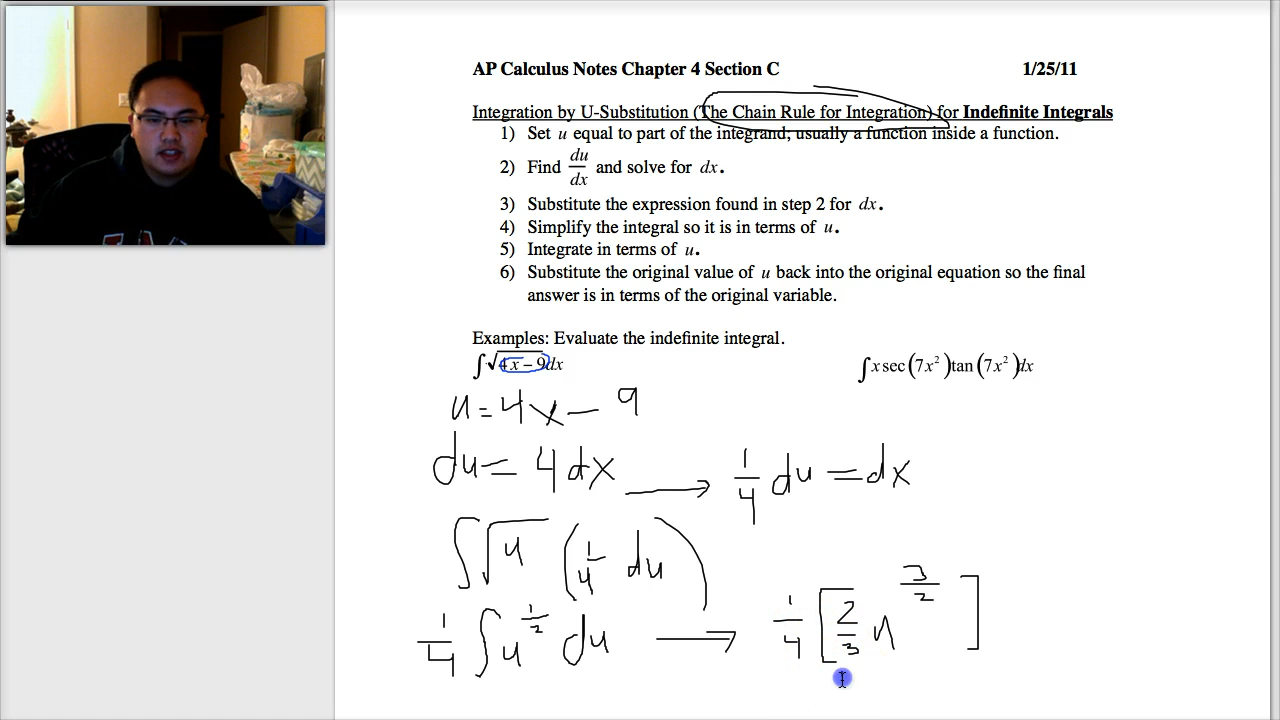 AP Calculus Notes Chapter 4 Section C 1/25/11
Integration by U-Substitution (The Chain Rule for Integration) for Indefinite Integrals
1) Set u equal to part of the integrand; usually a function inside a function.
2) Find du/dx and solve for dx.
3) Substitute the expression found in step 2 for dx.
4) Simplify the integral so it is in terms of u.
5) Integrate in terms of u.
6) Substitute the original value of u back into the original equation so the final
answer is in terms of the original variable.
Examples: Evaluate the indefinite integral.
∫√(4x – 9)dx ∫x sec(7x²)tan(7x²)dx
u = 4x – 9
du = 4 dx → 1/4 du = dx
∫√u (1/4 du)
1/4 ∫ u^(1/2) du → 1/4 [2/3 u^(3/2)]